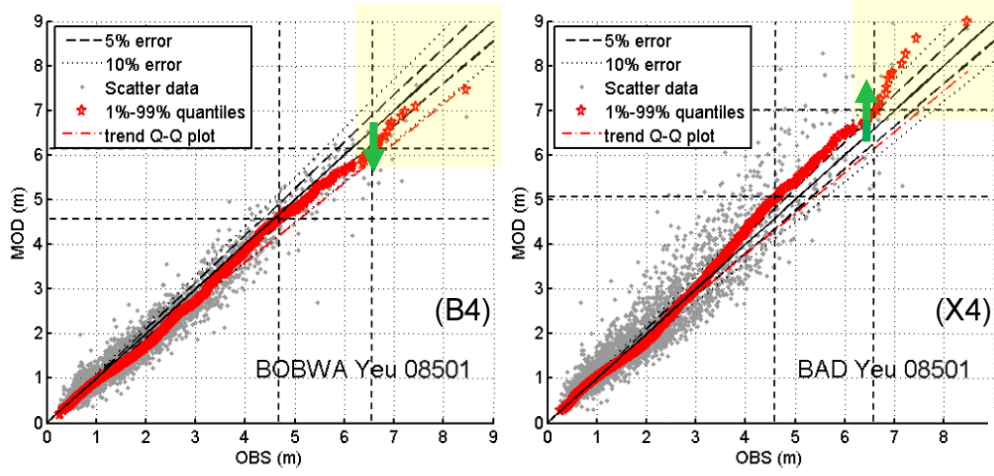 5% error
10% error
Scatter data
1%-99% quantiles
trend Q-Q plot
MOD (m)
9
8
7
6
5
4
3
2
1
0
(B4)
BOBWA Yeu 08501
0 1 2 3 4 5 6 7 8 9
OBS (m)
5% error
10% error
Scatter data
1%-99% quantiles
trend Q-Q plot
MOD (m)
9
8
7
6
5
4
3
2
1
0
(X4)
BAD Yeu 08501
0 1 2 3 4 5 6 7 8
OBS (m)